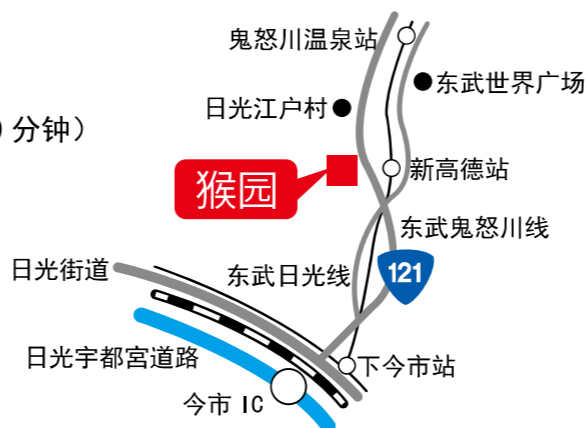 鬼怒川温泉站
东武世界广场
日光江户村
分钟）
新高德站
猴园
东武鬼怒川线
日光街道
东武日光线
121
日光宇都宮道路
下今市站
今市 IC